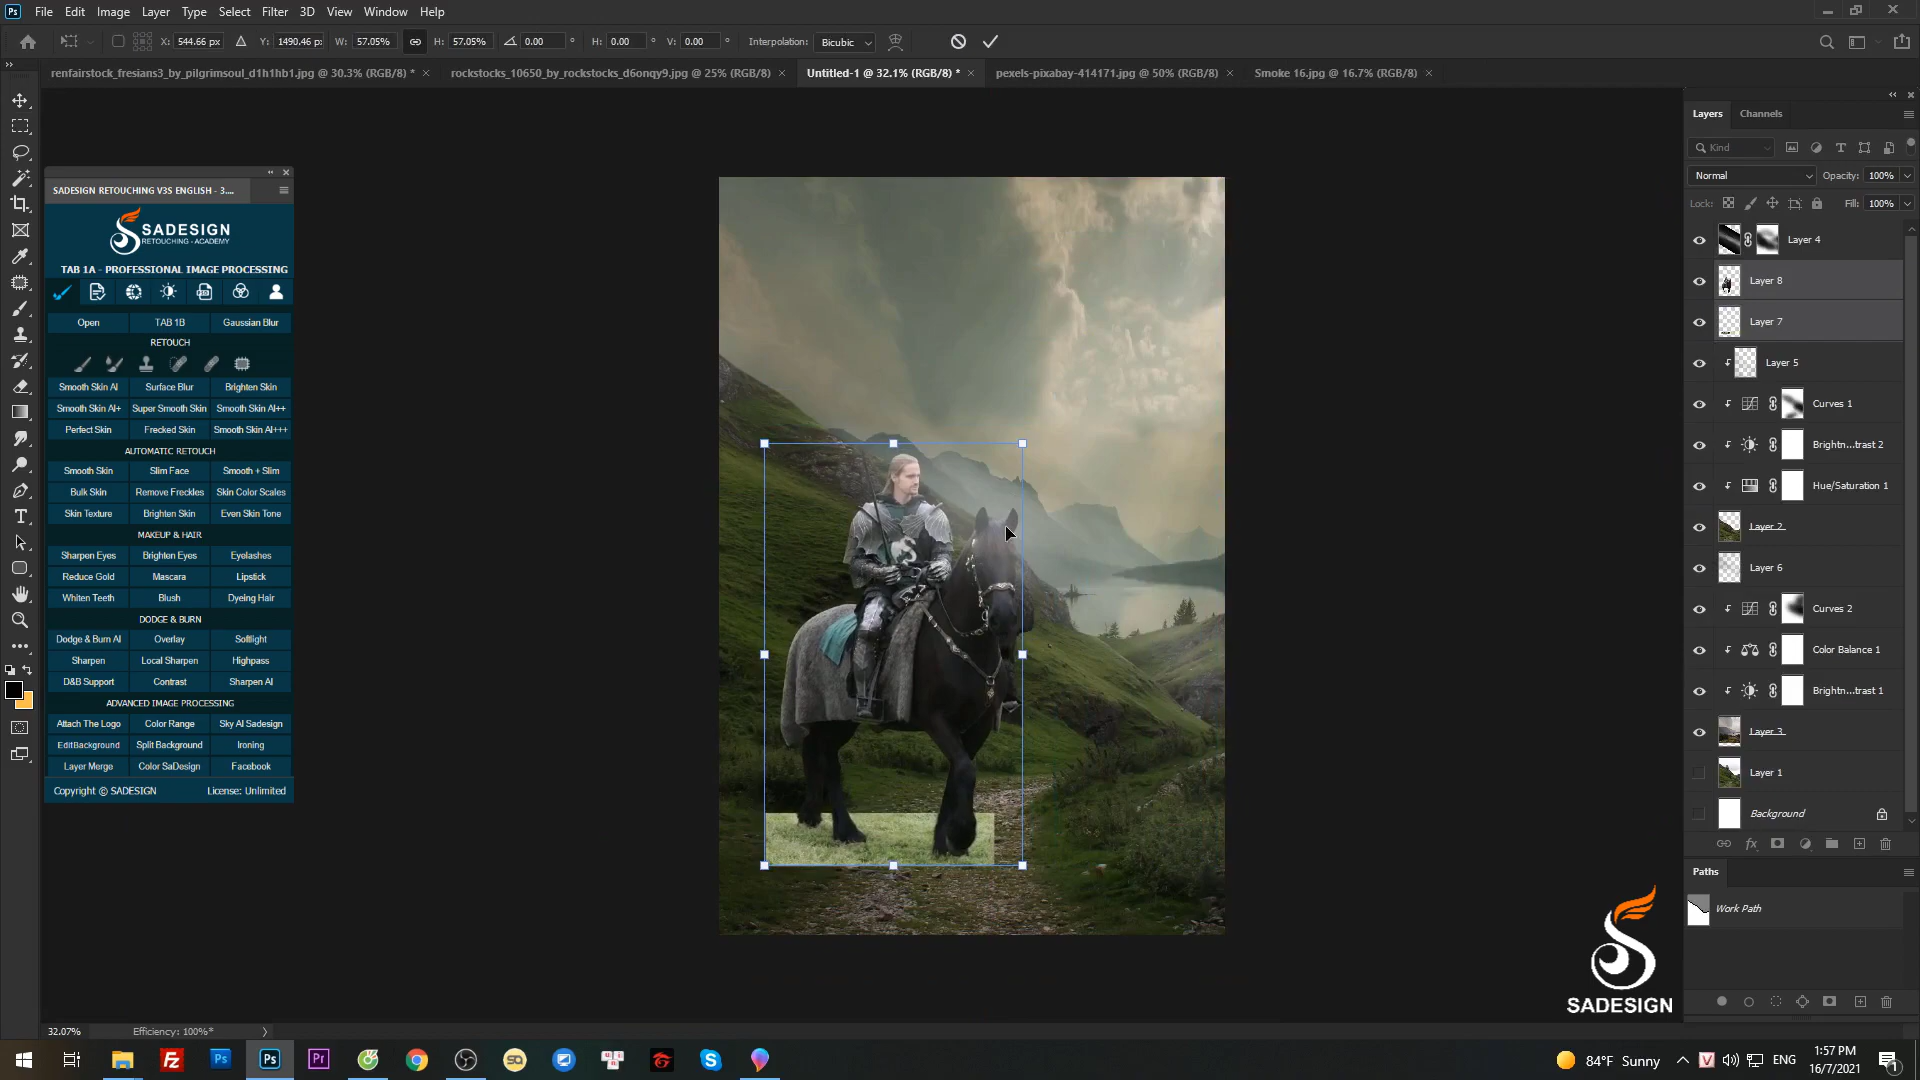 Ps File Edit Image Layer Type Select Filter 3D View Window Help
X: 544.66 px Y: 1490.46 px W: 57.05% H: 57.05% 0.00 ° H: 0.00 ° V: 0.00 ° Interpolation: Bicubic
renfairstock_fresians3_by_pilgrimsoul_d1h1hb1.jpg @ 30.3% (RGB/8) * rockstocks_10650_by_rockstocks_d6onqy9.jpg @ 25% (RGB/8) Untitled-1 @ 32.1% (RGB/8) * pexels-pixabay-414171.jpg @ 50% (RGB/8) Smoke 16.jpg @ 16.7% (RGB/8)
SADESIGN RETOUCHING V3S ENGLISH - 3....
SADESIGN
RETOUCHING - ACADEMY
TAB 1A - PROFESSIONAL IMAGE PROCESSING
Open TAB 1B Gaussian Blur
RETOUCH
Smooth Skin AI Surface Blur Brighten Skin
Smooth Skin AI+ Super Smooth Skin Smooth Skin AI++
Perfect Skin Frecked Skin Smooth Skin AI+++
AUTOMATIC RETOUCH
Smooth Skin Slim Face Smooth + Slim
Bulk Skin Remove Freckles Skin Color Scales
Skin Texture Brighten Skin Even Skin Tone
MAKEUP & HAIR
Sharpen Eyes Brighten Eyes Eyelashes
Reduce Gold Mascara Lipstick
Whiten Teeth Blush Dyeing Hair
DODGE & BURN
Dodge & Burn AI Overlay Softlight
Sharpen Local Sharpen Highpass
D&B Support Contrast Sharpen AI
ADVANCED IMAGE PROCESSING
Attach The Logo Color Range Sky AI Sadesign
EditBackground Split Background Ironing
Layer Merge Color SaDesign Facebook
Copyright © SADESIGN License: Unlimited
Layers Channels
Kind
Normal Opacity: 100%
Lock: Fill: 100%
Layer 4
Layer 8
Layer 7
Layer 5
Curves 1
Brightn...trast 2
Hue/Saturation 1
Layer 2
Layer 6
Curves 2
Color Balance 1
Brightn...trast 1
Layer 3
Layer 1
Background
Paths
Work Path
SADESIGN
32.07% Efficiency: 100%*
84°F Sunny ENG 1:57 PM
16/7/2021